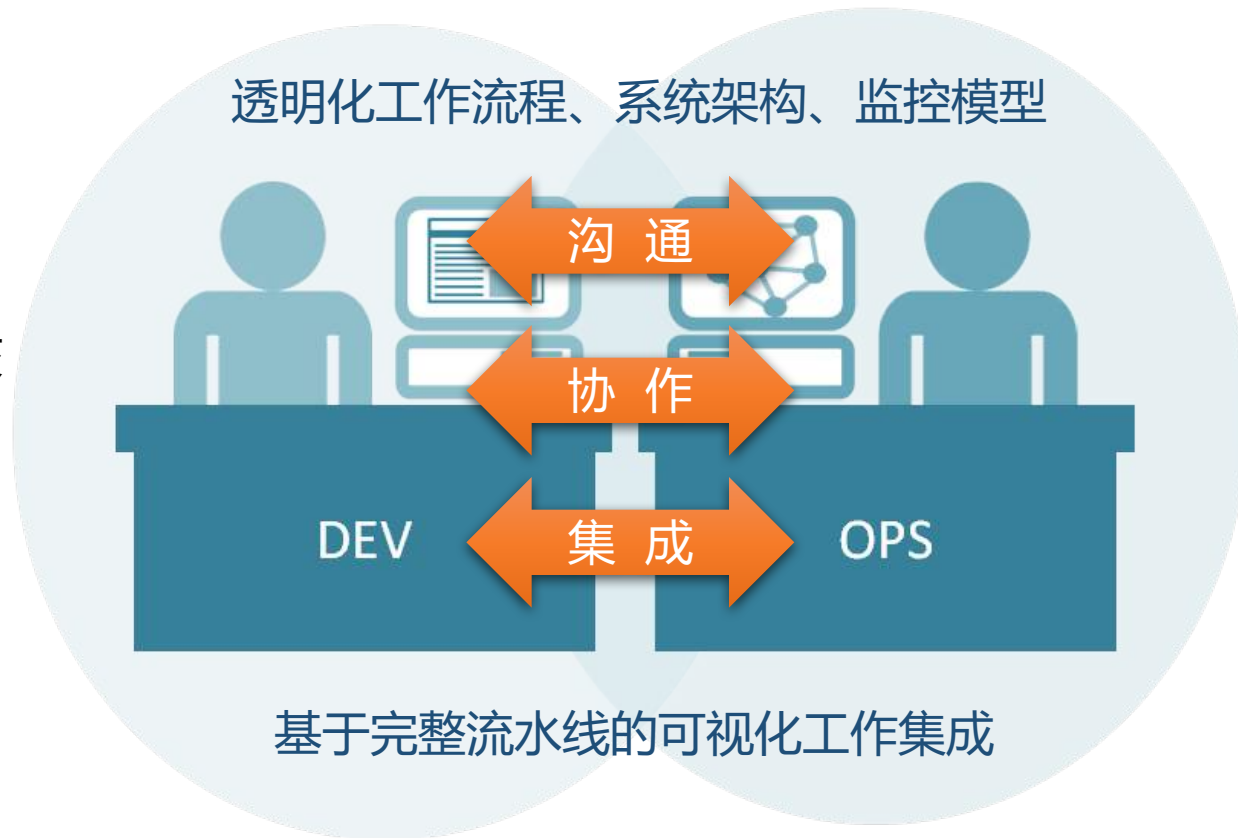 透明化工作流程、系统架构、监控模型
沟 通
协 作
DEV
集 成
OPS
基于完整流水线的可视化工作集成